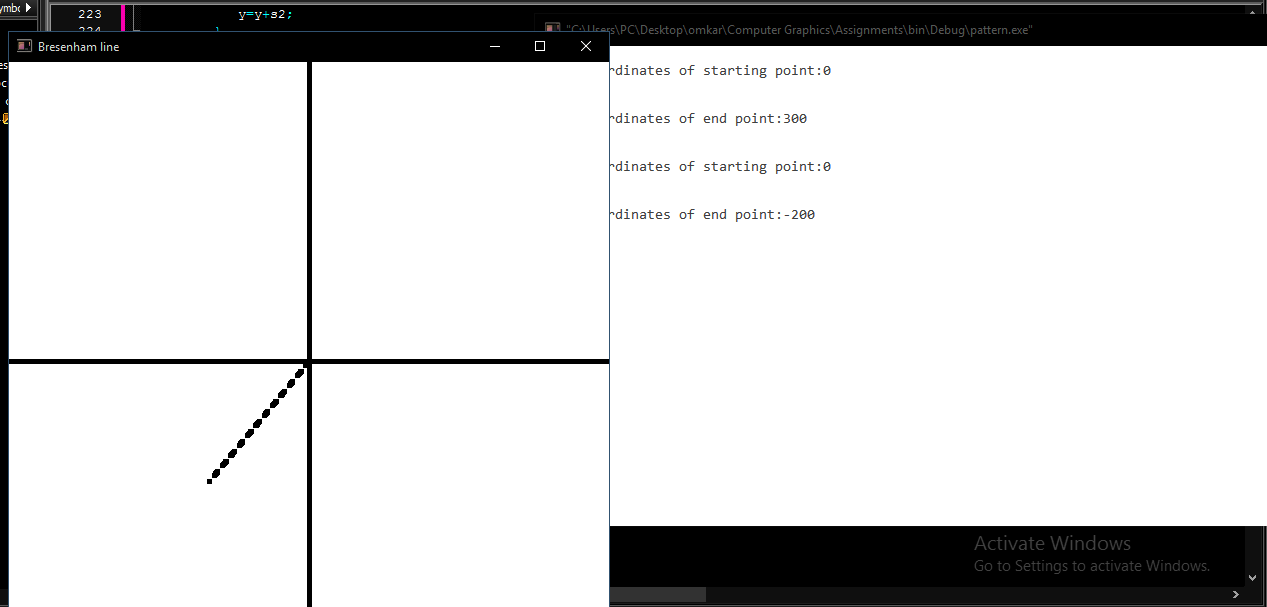 223
y=y+s2;
"C:\Users\PC\Desktop\omkar\Computer Graphics\Assignments\bin\Debug\pattern.exe"
Bresenham line
rdinates of starting point:0
rdinates of end point:300
rdinates of starting point:0
rdinates of end point:-200
Activate Windows
Go to Settings to activate Windows.